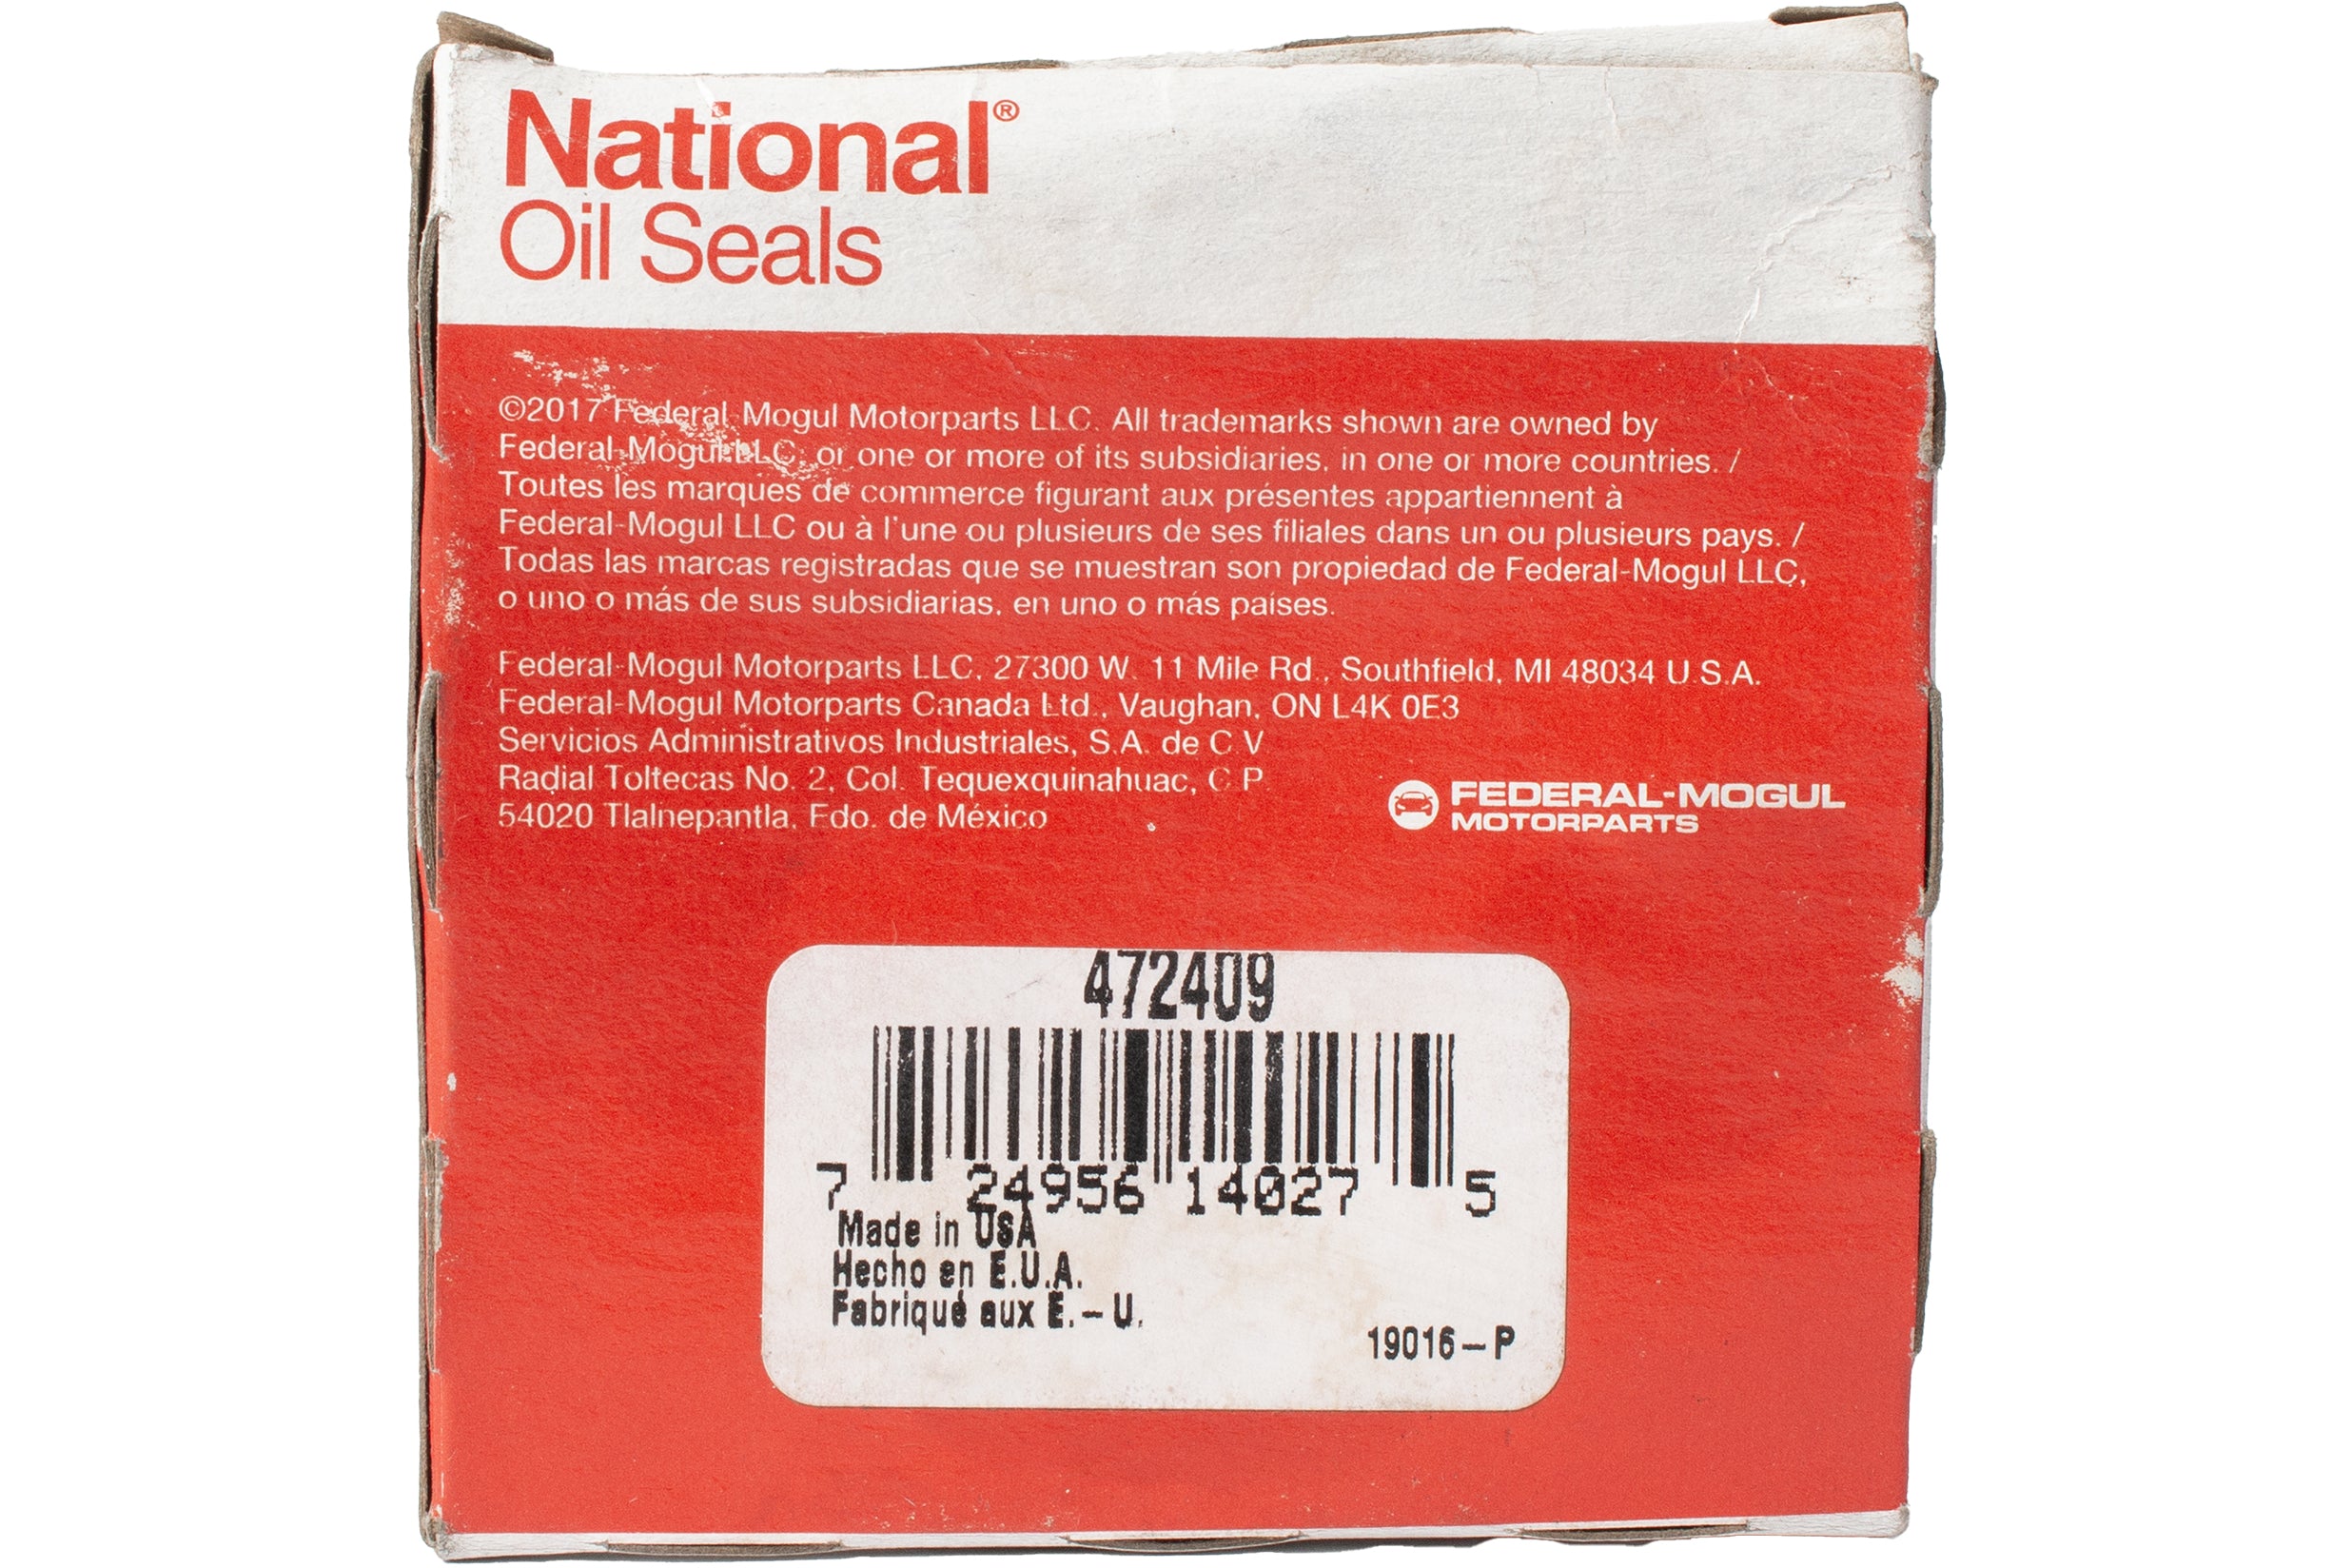 National®
Oil Seals
©2017 Federal-Mogul Motorparts LLC. All trademarks shown are owned by
Federal-Mogul LLC, or one or more of its subsidiaries, in one or more countries. /
Toutes les marques de commerce figurant aux présentes appartiennent à
Federal-Mogul LLC ou à l'une ou plusieurs de ses filiales dans un ou plusieurs pays. /
Todas las marcas registradas que se muestran son propiedad de Federal-Mogul LLC,
o uno o más de sus subsidiarias, en uno o más países.
Federal-Mogul Motorparts LLC, 27300 W. 11 Mile Rd., Southfield, MI 48034 U.S.A.
Federal-Mogul Motorparts Canada Ltd., Vaughan, ON L4K 0E3
Servicios Administrativos Industriales, S.A. de C.V
Radial Toltecas No. 2, Col. Tequexquinahuac, C.P.
54020 Tlalnepantla, Edo. de México
FEDERAL-MOGUL
MOTORPARTS
472409
7 24956 14027 5
Made in USA
Hecho en E.U.A.
Fabriqué aux É.-U.
19016-P